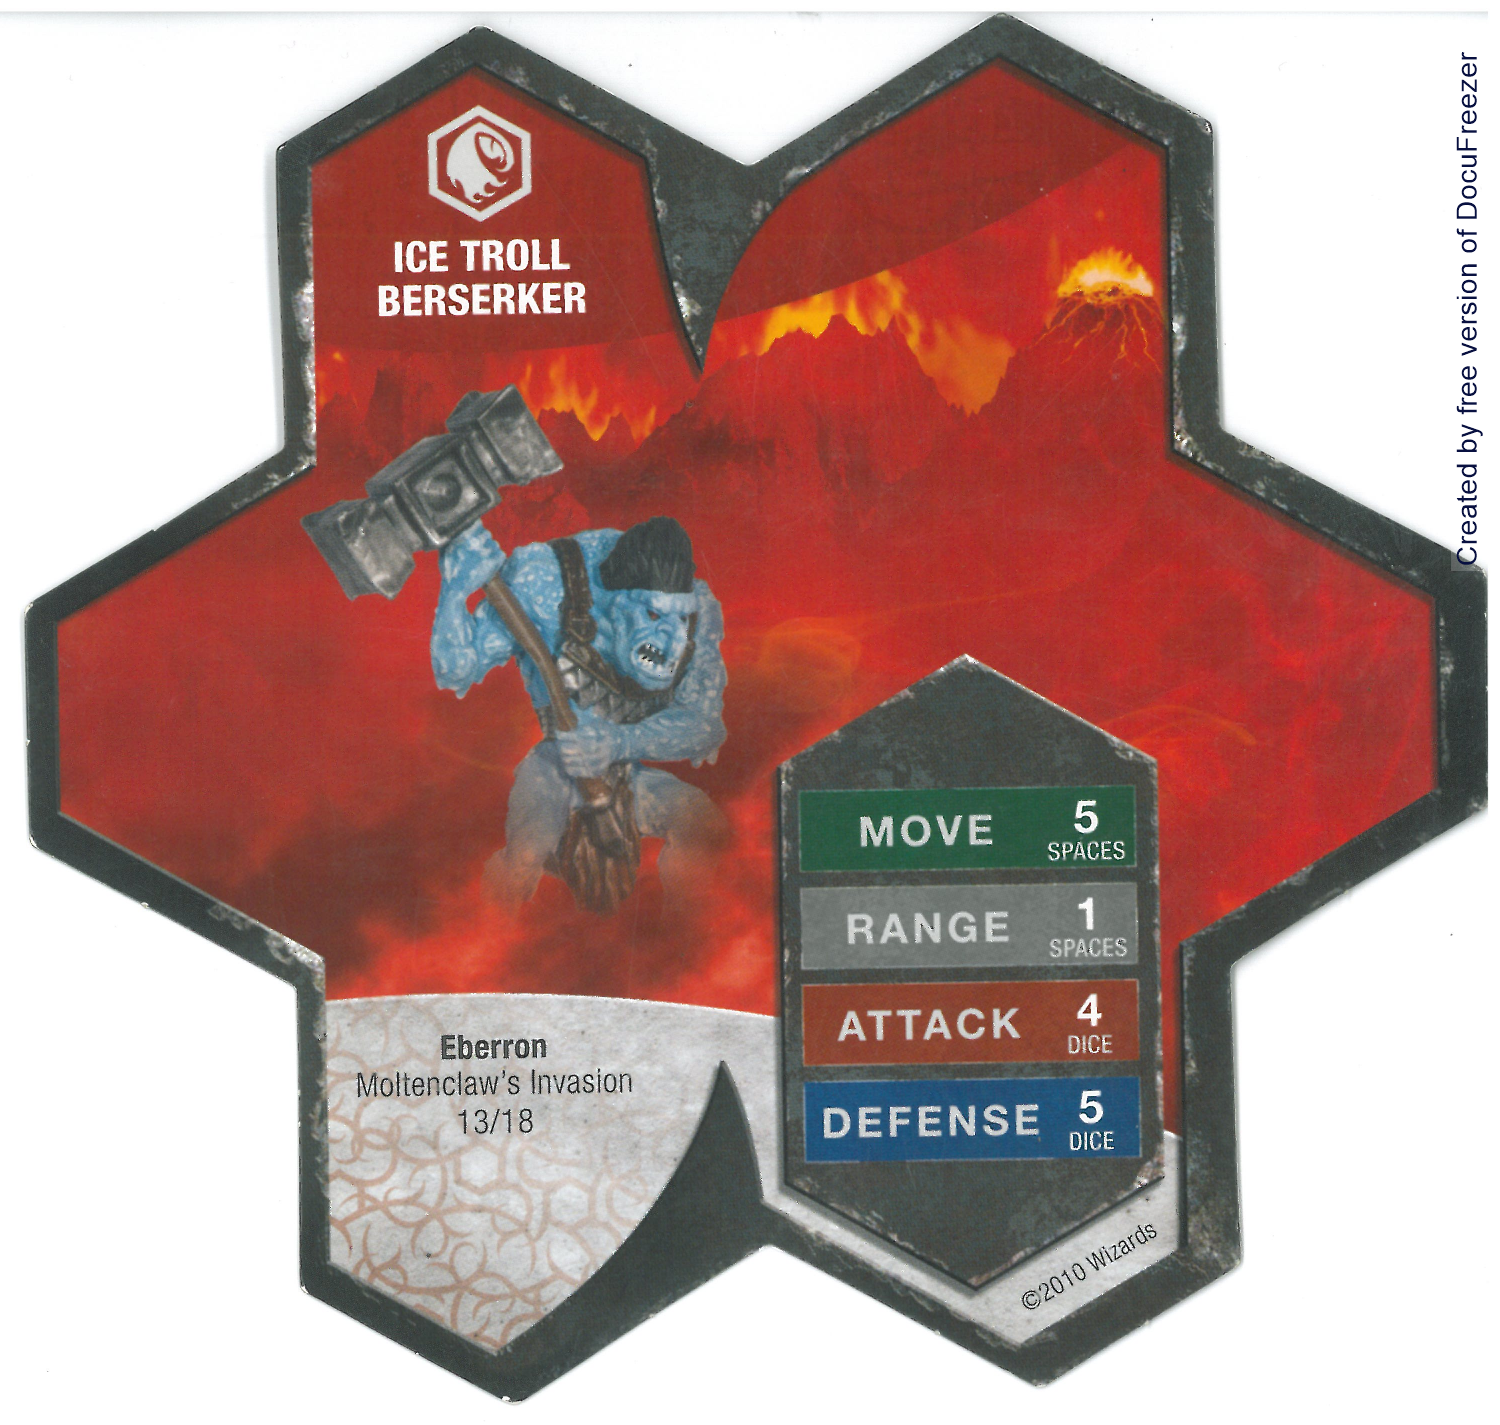 ICE TROLL
BERSERKER
MOVE 5
SPACES
RANGE 1
SPACES
ATTACK 4
DICE
DEFENSE 5
DICE
Eberron
Moltenclaw's Invasion
13/18
©2010 Wizards
Created by free version of DocuFreezer